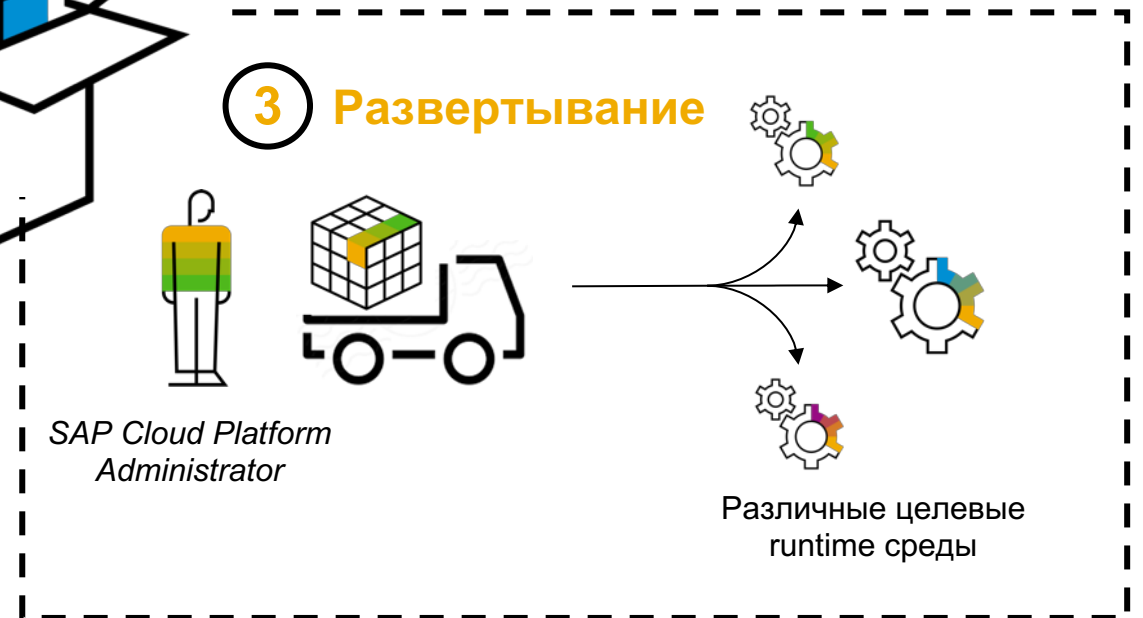 3 Развертывание
SAP Cloud Platform
Administrator
Различные целевые
runtime среды